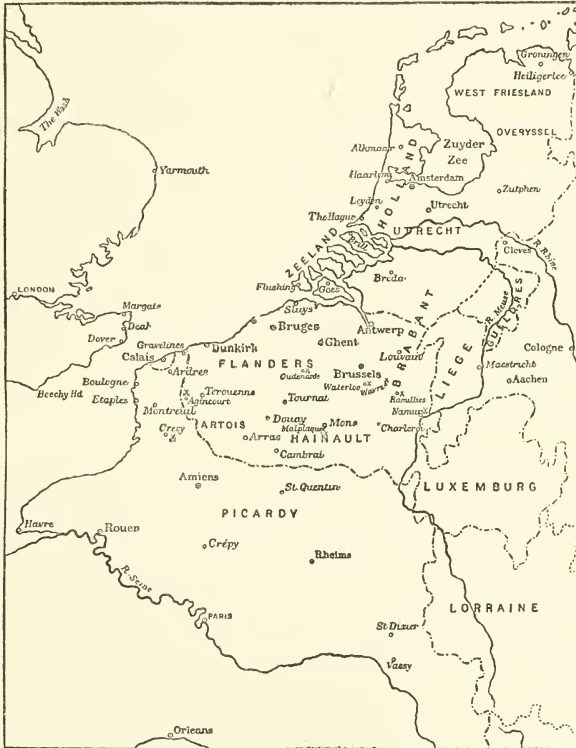 Groningen
Heiligerlee
WEST FRIESLAND
The Wash
OVERYSSEL
Alkmaar
Zuyder
Zee
Yarmouth
Haarlem
Amsterdam
HOLLAND
Zutphen
Leyden
Utrecht
The Hague
UTRECHT
Brill
ZEELAND
Cleves
R. Rhine
Flushing
Goes
Breda
LONDON
Sluys
Margate
Deal
Bruges
Antwerp
R. Meuse
GUELDRES
Dover
Ghent
BRABANT
Gravelines
Dunkirk
Calais
Cologne
FLANDERS
Louvain
LIEGE
Ardres
Oudenarde
Brussels
Maestricht
Boulogne
Waterloo
Wavre
Aachen
Beechy Hd
Terouenne
Ramillies
Etaples
Agincourt
Tournai
Namur
Montreuil
Douay
Mons
Crecy
ARTOIS
Malplaquet
Charleroi
Arras
HAINAULT
Cambrai
Amiens
St. Quentin
LUXEMBURG
PICARDY
Havre
Rouen
Crépy
Rheims
R. Seine
LORRAINE
PARIS
St Dizier
Vassy
Orleans